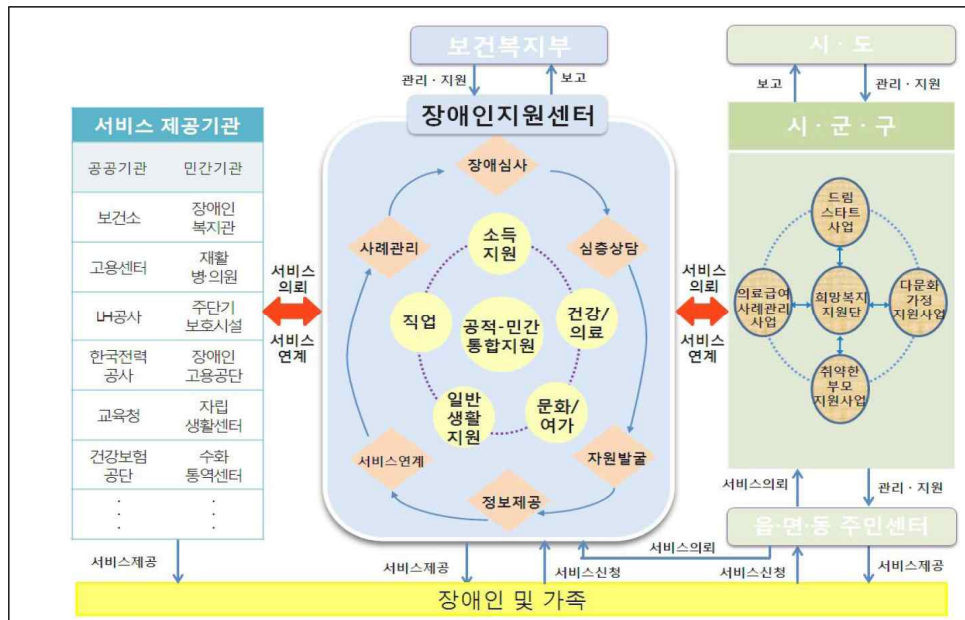 보건복지부
시 · 도
관리 · 지원
보고
보고
관리 · 지원
서비스 제공기관
공공기관 민간기관
보건소 장애인
복지관
고용센터 재활
병·의원
LH공사 주단기
보호시설
한국전력
공사 장애인
고용공단
교육청 자립
생활센터
건강보험
공단 수화
통역센터
서비스
의뢰
서비스
연계
장애인지원센터
장애심사
사례관리
심층상담
소득
지원
직업
공적-민간
통합지원
건강/
의료
일반
생활
지원
문화/
여가
서비스연계
자원발굴
정보제공
서비스
의뢰
서비스
연계
시 · 군 · 구
드림
스타트
사업
의료급여
사례관리
사업
희망복지
지원단
다문화
가정
지원사업
취약한
부모
지원사업
서비스의뢰
관리 · 지원
읍·면·동 주민센터
서비스제공
서비스제공
서비스신청
서비스의뢰
서비스신청
서비스제공
장애인 및 가족